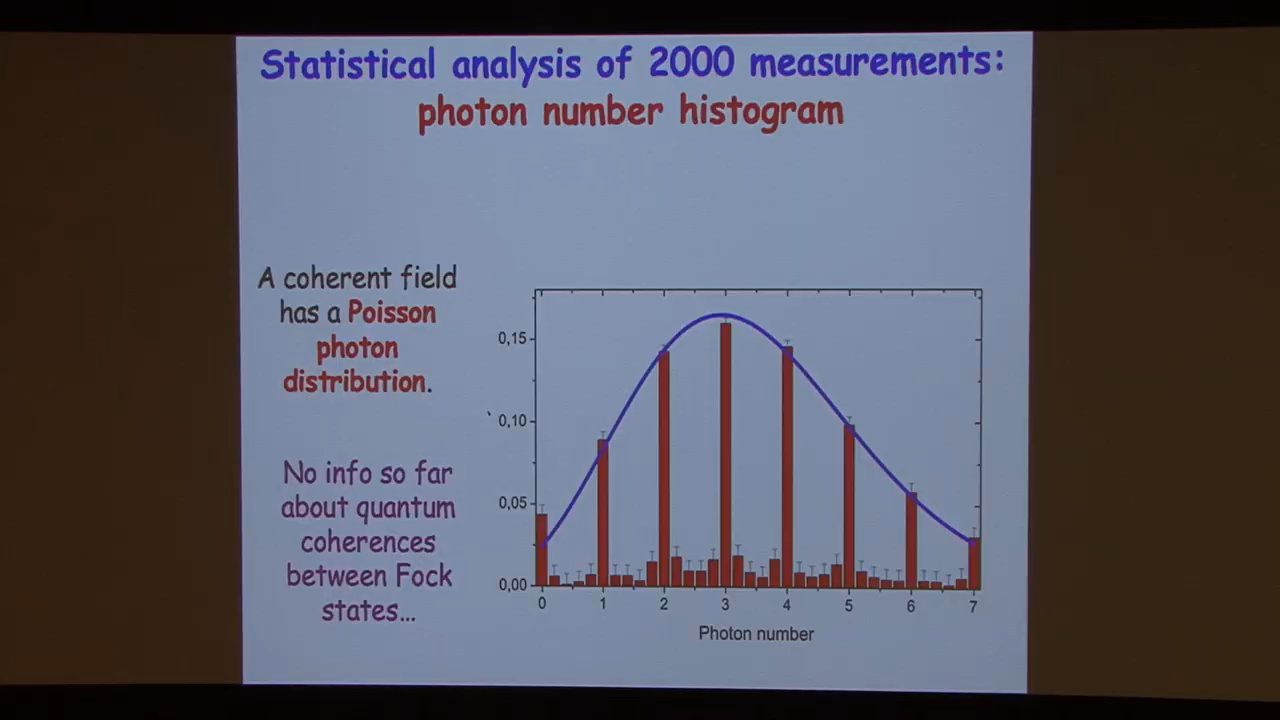 Statistical analysis of 2000 measurements:
photon number histogram
A coherent field
has a Poisson
photon
distribution.
No info so far
about quantum
coherences
between Fock
states...
0,15
0,10
0,05
0,00
0 1 2 3 4 5 6 7
Photon number